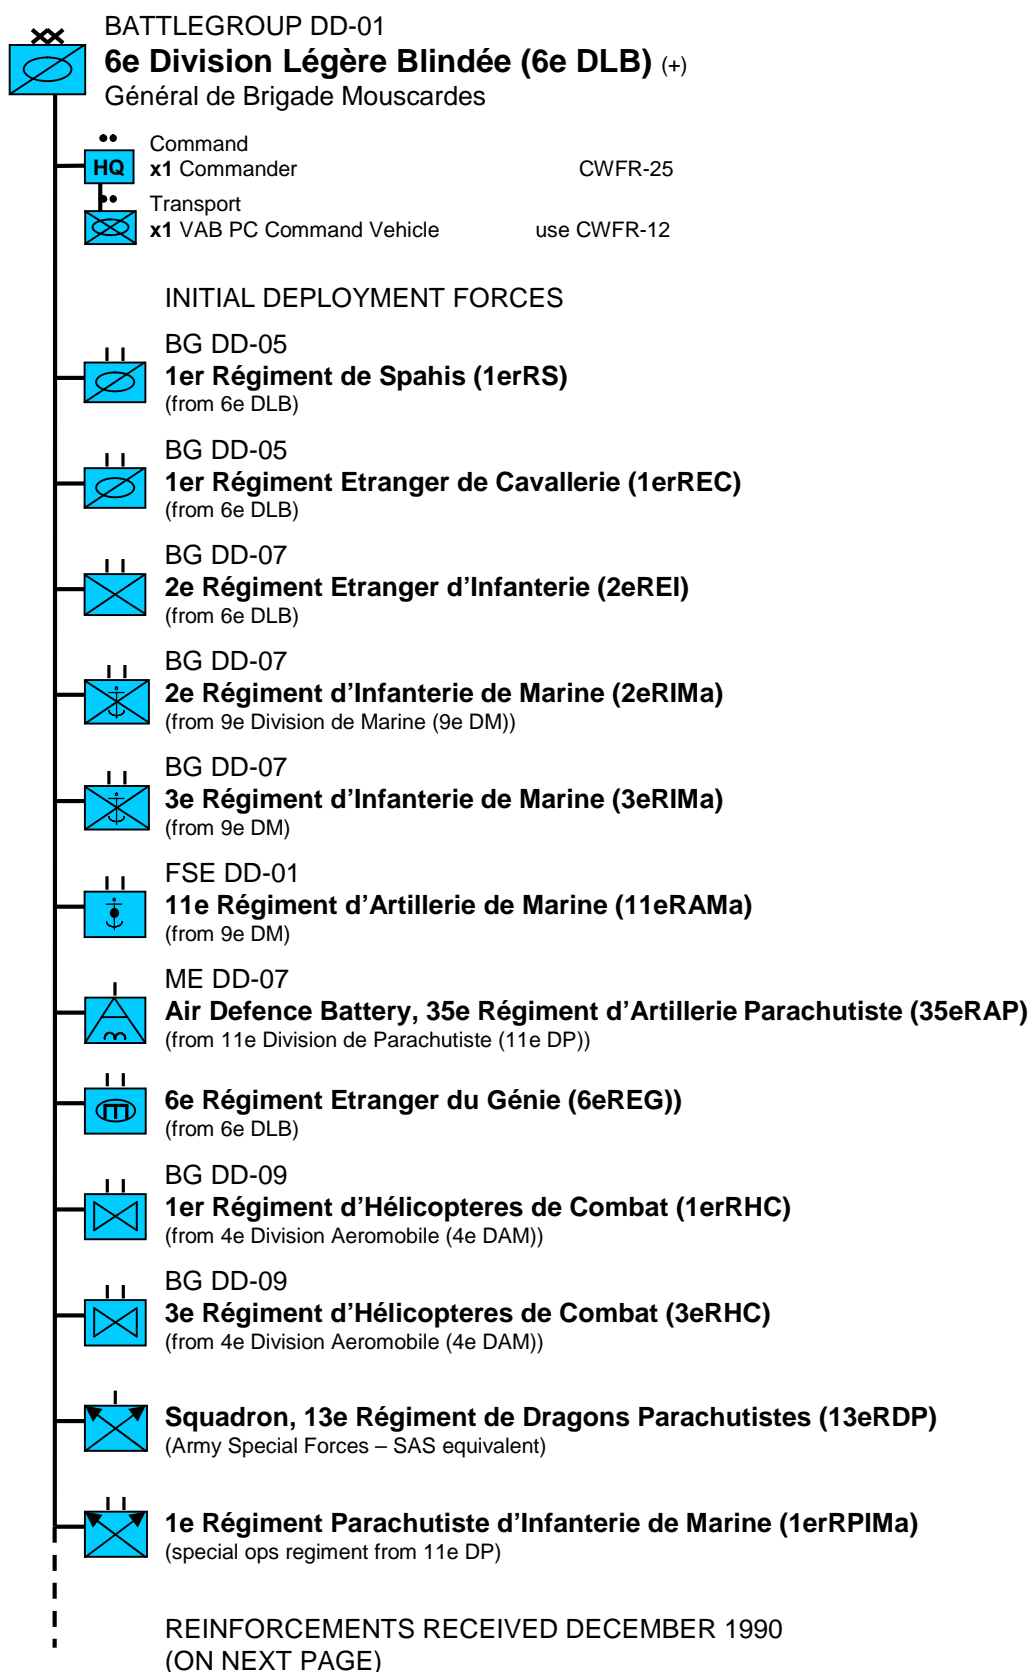 BATTLEGROUP DD-01
6e Division Légère Blindée (6e DLB) (+)
Général de Brigade Mouscardes
Command
HQ x1 Commander CWFR-25
Transport
x1 VAB PC Command Vehicle use CWFR-12
INITIAL DEPLOYMENT FORCES
BG DD-05
1er Régiment de Spahis (1erRS)
(from 6e DLB)
BG DD-05
1er Régiment Etranger de Cavallerie (1erREC)
(from 6e DLB)
BG DD-07
2e Régiment Etranger d’Infanterie (2eREI)
(from 6e DLB)
BG DD-07
2e Régiment d’Infanterie de Marine (2eRIMa)
(from 9e Division de Marine (9e DM))
BG DD-07
3e Régiment d’Infanterie de Marine (3eRIMa)
(from 9e DM)
FSE DD-01
11e Régiment d’Artillerie de Marine (11eRAMa)
(from 9e DM)
ME DD-07
Air Defence Battery, 35e Régiment d’Artillerie Parachutiste (35eRAP)
(from 11e Division de Parachutiste (11e DP))
6e Régiment Etranger du Génie (6eREG))
(from 6e DLB)
BG DD-09
1er Régiment d’Hélicopteres de Combat (1erRHC)
(from 4e Division Aeromobile (4e DAM))
BG DD-09
3e Régiment d’Hélicopteres de Combat (3eRHC)
(from 4e Division Aeromobile (4e DAM))
Squadron, 13e Régiment de Dragons Parachutistes (13eRDP)
(Army Special Forces – SAS equivalent)
1e Régiment Parachutiste d’Infanterie de Marine (1erRPIMa)
(special ops regiment from 11e DP)
REINFORCEMENTS RECEIVED DECEMBER 1990
(ON NEXT PAGE)